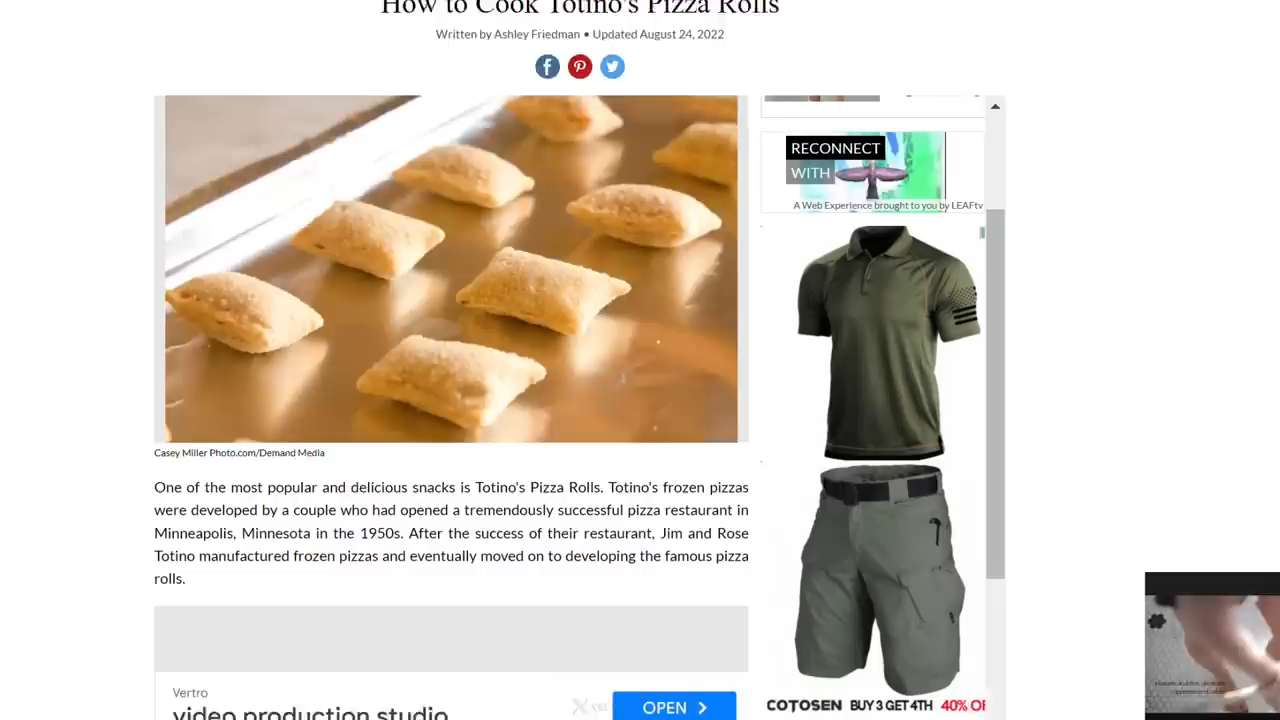 How to Cook Totino's Pizza Rolls
Written by Ashley Friedman • Updated August 24, 2022
RECONNECT
WITH
A Web Experience brought to you by LEAFtv
Casey Miller Photo.com/Demand Media
One of the most popular and delicious snacks is Totino's Pizza Rolls. Totino's frozen pizzas
were developed by a couple who had opened a tremendously successful pizza restaurant in
Minneapolis, Minnesota in the 1950s. After the success of their restaurant, Jim and Rose
Totino manufactured frozen pizzas and eventually moved on to developing the famous pizza
rolls.
Vertro
video production studio
OPEN
COTOSEN BUY 3 GET 4TH 40% OF